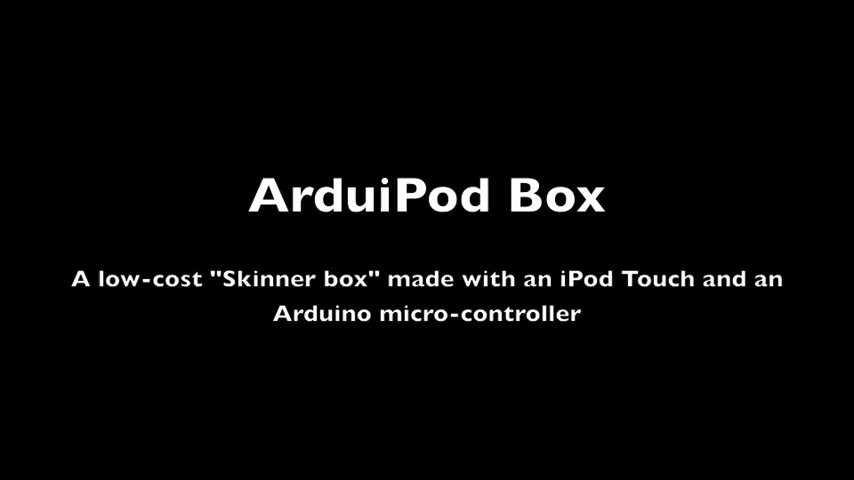 ArduiPod Box
A low-cost "Skinner box" made with an iPod Touch and an
Arduino micro-controller